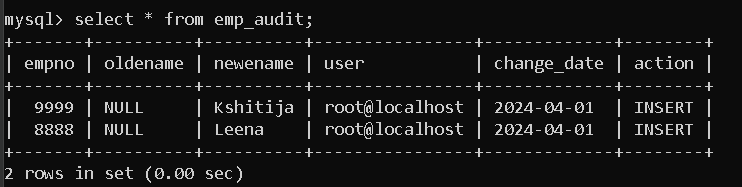 mysql> select * from emp_audit;
+-------+----------+----------+----------------+-------------+--------+
| empno | oldename | newename | user           | change_date | action |
+-------+----------+----------+----------------+-------------+--------+
|  9999 | NULL     | Kshitija | root@localhost | 2024-04-01  | INSERT |
|  8888 | NULL     | Leena    | root@localhost | 2024-04-01  | INSERT |
+-------+----------+----------+----------------+-------------+--------+
2 rows in set (0.00 sec)